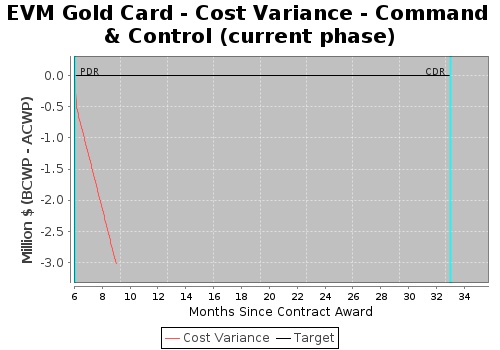 EVM Gold Card - Cost Variance - Command
& Control (current phase)
PDR
CDR
0.0
-0.5
-1.0
-1.5
-2.0
-2.5
-3.0
Million $ (BCWP - ACWP)
6 8 10 12 14 16 18 20 22 24 26 28 30 32 34
Months Since Contract Award
Cost Variance Target